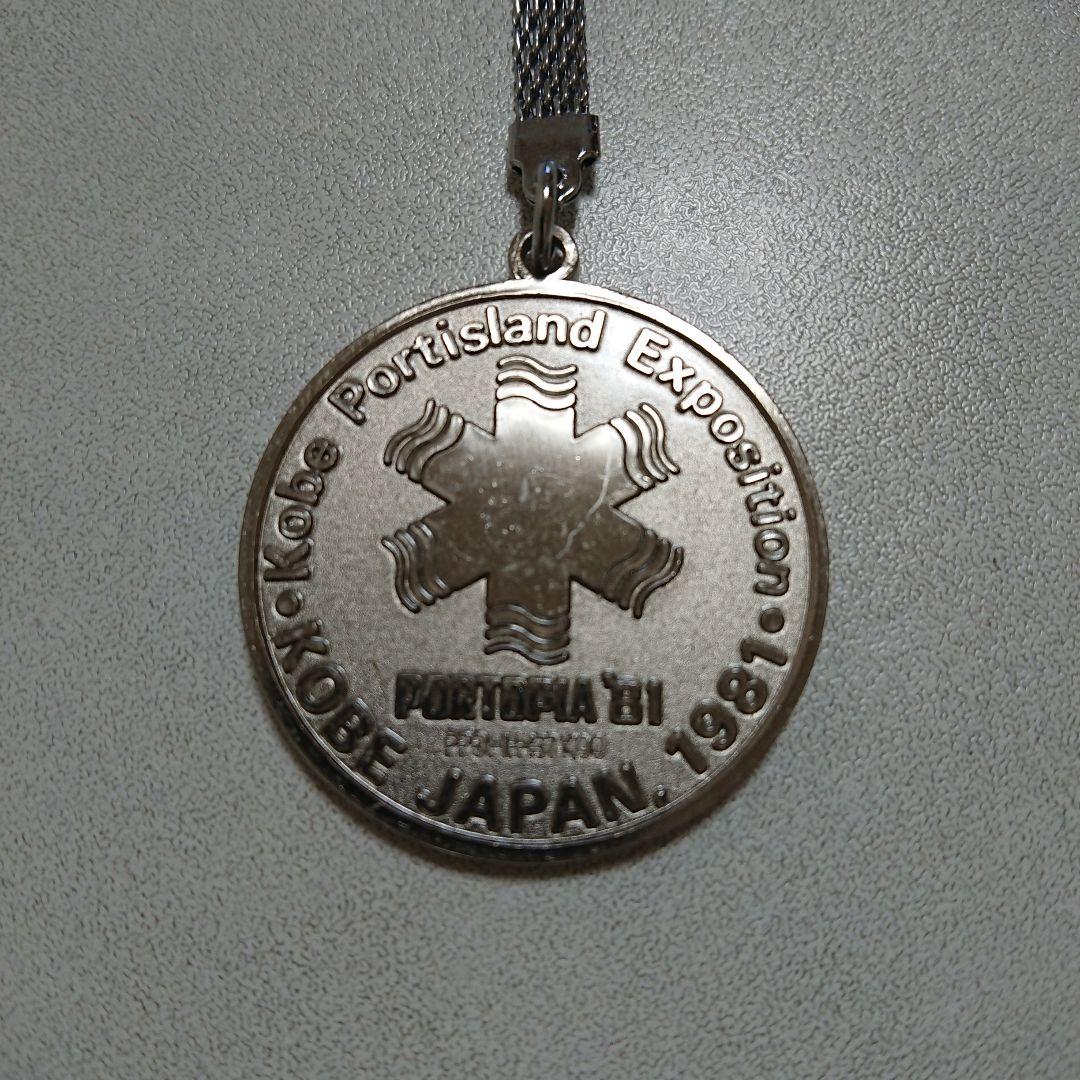 • Kobe Portisland Exposition •
PORTOPIA '81
KOBE JAPAN, 1981